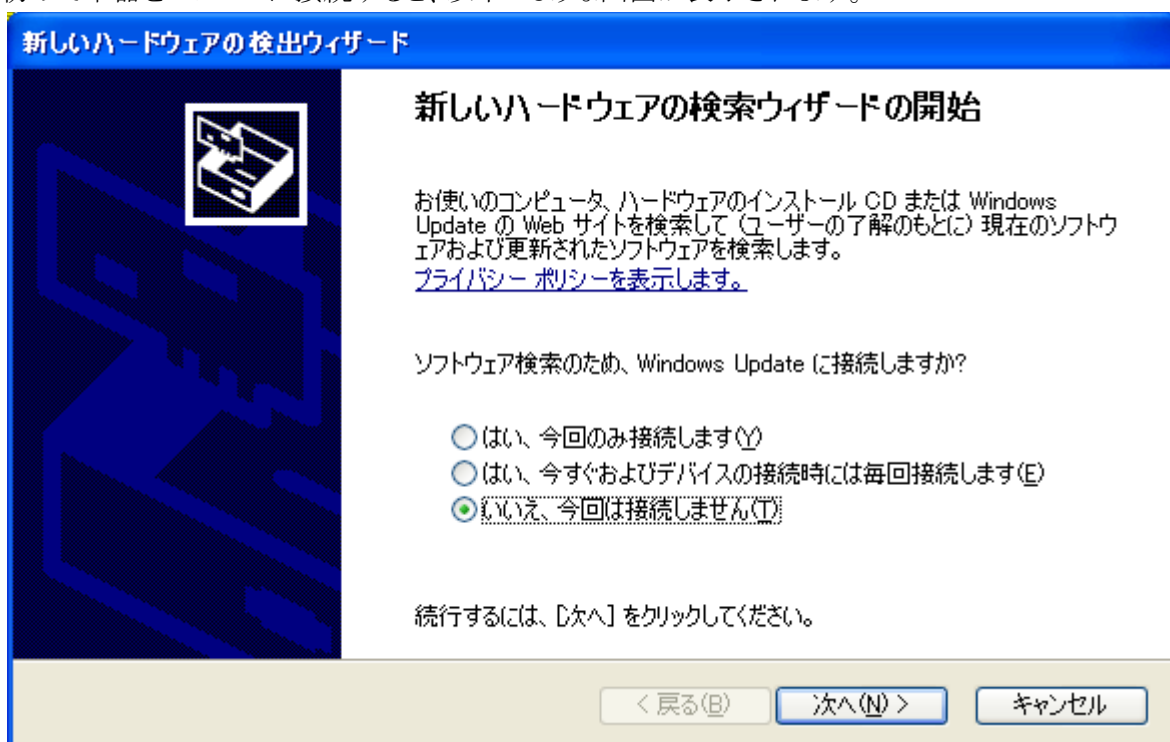 新しいハードウェアの検出ウィザード
新しいハードウェアの検索ウィザードの開始
お使いのコンピュータ、ハードウェアのインストール CD または Windows
Update の Web サイトを検索して (ユーザーの了解のもとに) 現在のソフトウ
ェアおよび更新されたソフトウェアを検索します。
プライバシー ポリシーを表示します。
ソフトウェア検索のため、Windows Update に接続しますか?
はい、今回のみ接続します(Y)
はい、今すぐおよびデバイスの接続時には毎回接続します(E)
いいえ、今回は接続しません(T)
続行するには、[次へ] をクリックしてください。
< 戻る(B) 次へ(N) > キャンセル